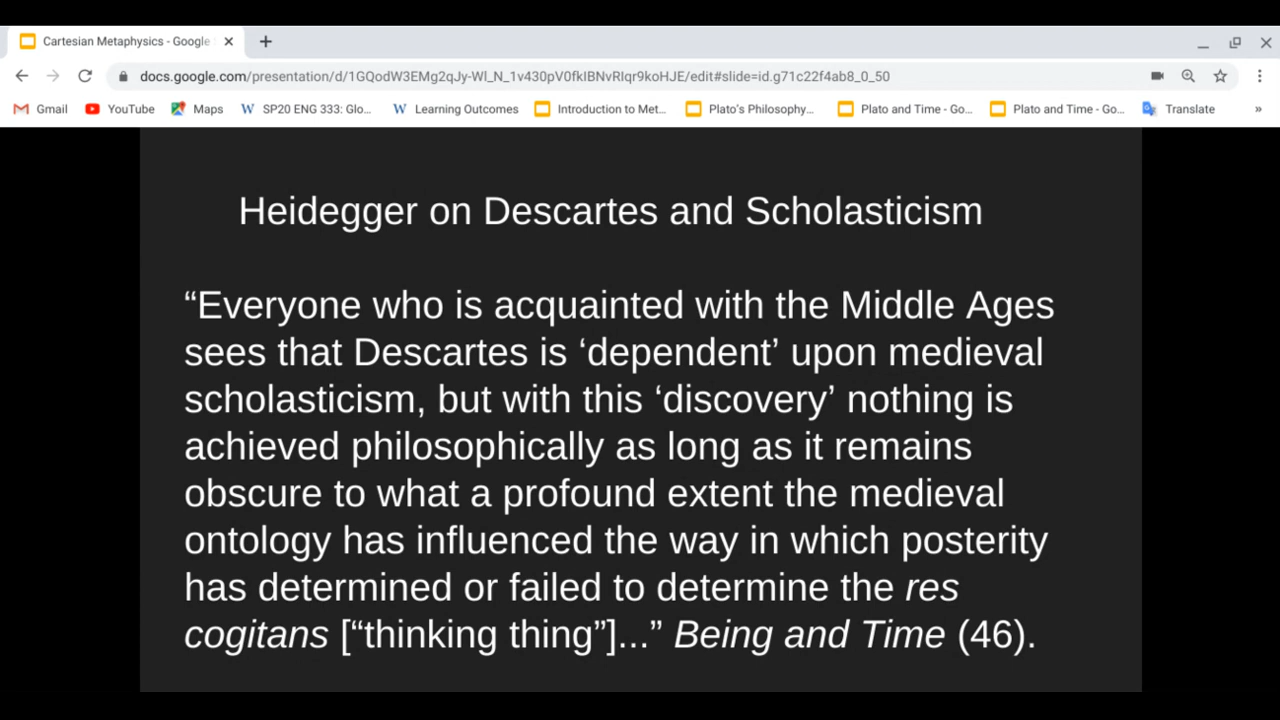 Cartesian Metaphysics - Google
docs.google.com/presentation/d/1GQodW3EMg2qJy-Wl_N_1v430pV0fkIBNvRIqr9koHJE/edit#slide=id.g71c22f4ab8_0_50
Gmail YouTube Maps SP20 ENG 333: Glo... Learning Outcomes Introduction to Met... Plato's Philosophy... Plato and Time - Go... Plato and Time - Go... Translate »
Heidegger on Descartes and Scholasticism
“Everyone who is acquainted with the Middle Ages
sees that Descartes is ‘dependent’ upon medieval
scholasticism, but with this ‘discovery’ nothing is
achieved philosophically as long as it remains
obscure to what a profound extent the medieval
ontology has influenced the way in which posterity
has determined or failed to determine the res
cogitans [“thinking thing”]...” Being and Time (46).